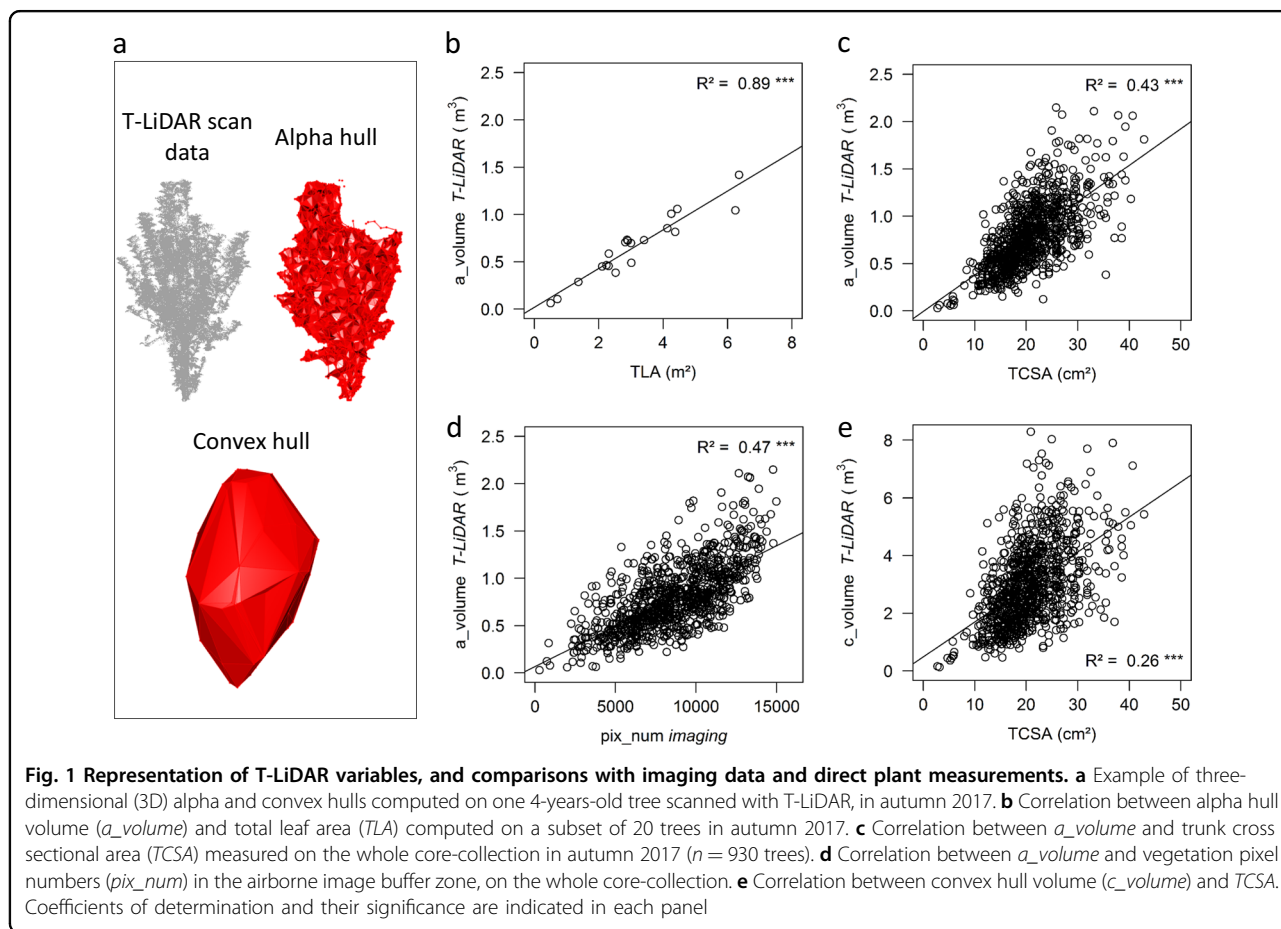 a
T-LiDAR scan
data
Alpha hull
Convex hull
b
R² = 0.89 ***
a_volume T-LiDAR ( m³ )
2.5
2.0
1.5
1.0
0.5
0.0
0 2 4 6 8
TLA (m²)
c
R² = 0.43 ***
a_volume T-LiDAR ( m³ )
2.5
2.0
1.5
1.0
0.5
0.0
0 10 20 30 40 50
TCSA (cm²)
d
R² = 0.47 ***
a_volume T-LiDAR ( m³ )
2.5
2.0
1.5
1.0
0.5
0.0
0 5000 10000 15000
pix_num imaging
e
c_volume T-LiDAR ( m³ )
8
6
4
2
0
R² = 0.26 ***
0 10 20 30 40 50
TCSA (cm²)
Fig. 1 Representation of T-LiDAR variables, and comparisons with imaging data and direct plant measurements. a Example of three-
dimensional (3D) alpha and convex hulls computed on one 4-years-old tree scanned with T-LiDAR, in autumn 2017. b Correlation between alpha hull
volume (a_volume) and total leaf area (TLA) computed on a subset of 20 trees in autumn 2017. c Correlation between a_volume and trunk cross
sectional area (TCSA) measured on the whole core-collection in autumn 2017 (n = 930 trees). d Correlation between a_volume and vegetation pixel
numbers (pix_num) in the airborne image buffer zone, on the whole core-collection. e Correlation between convex hull volume (c_volume) and TCSA.
Coefficients of determination and their significance are indicated in each panel